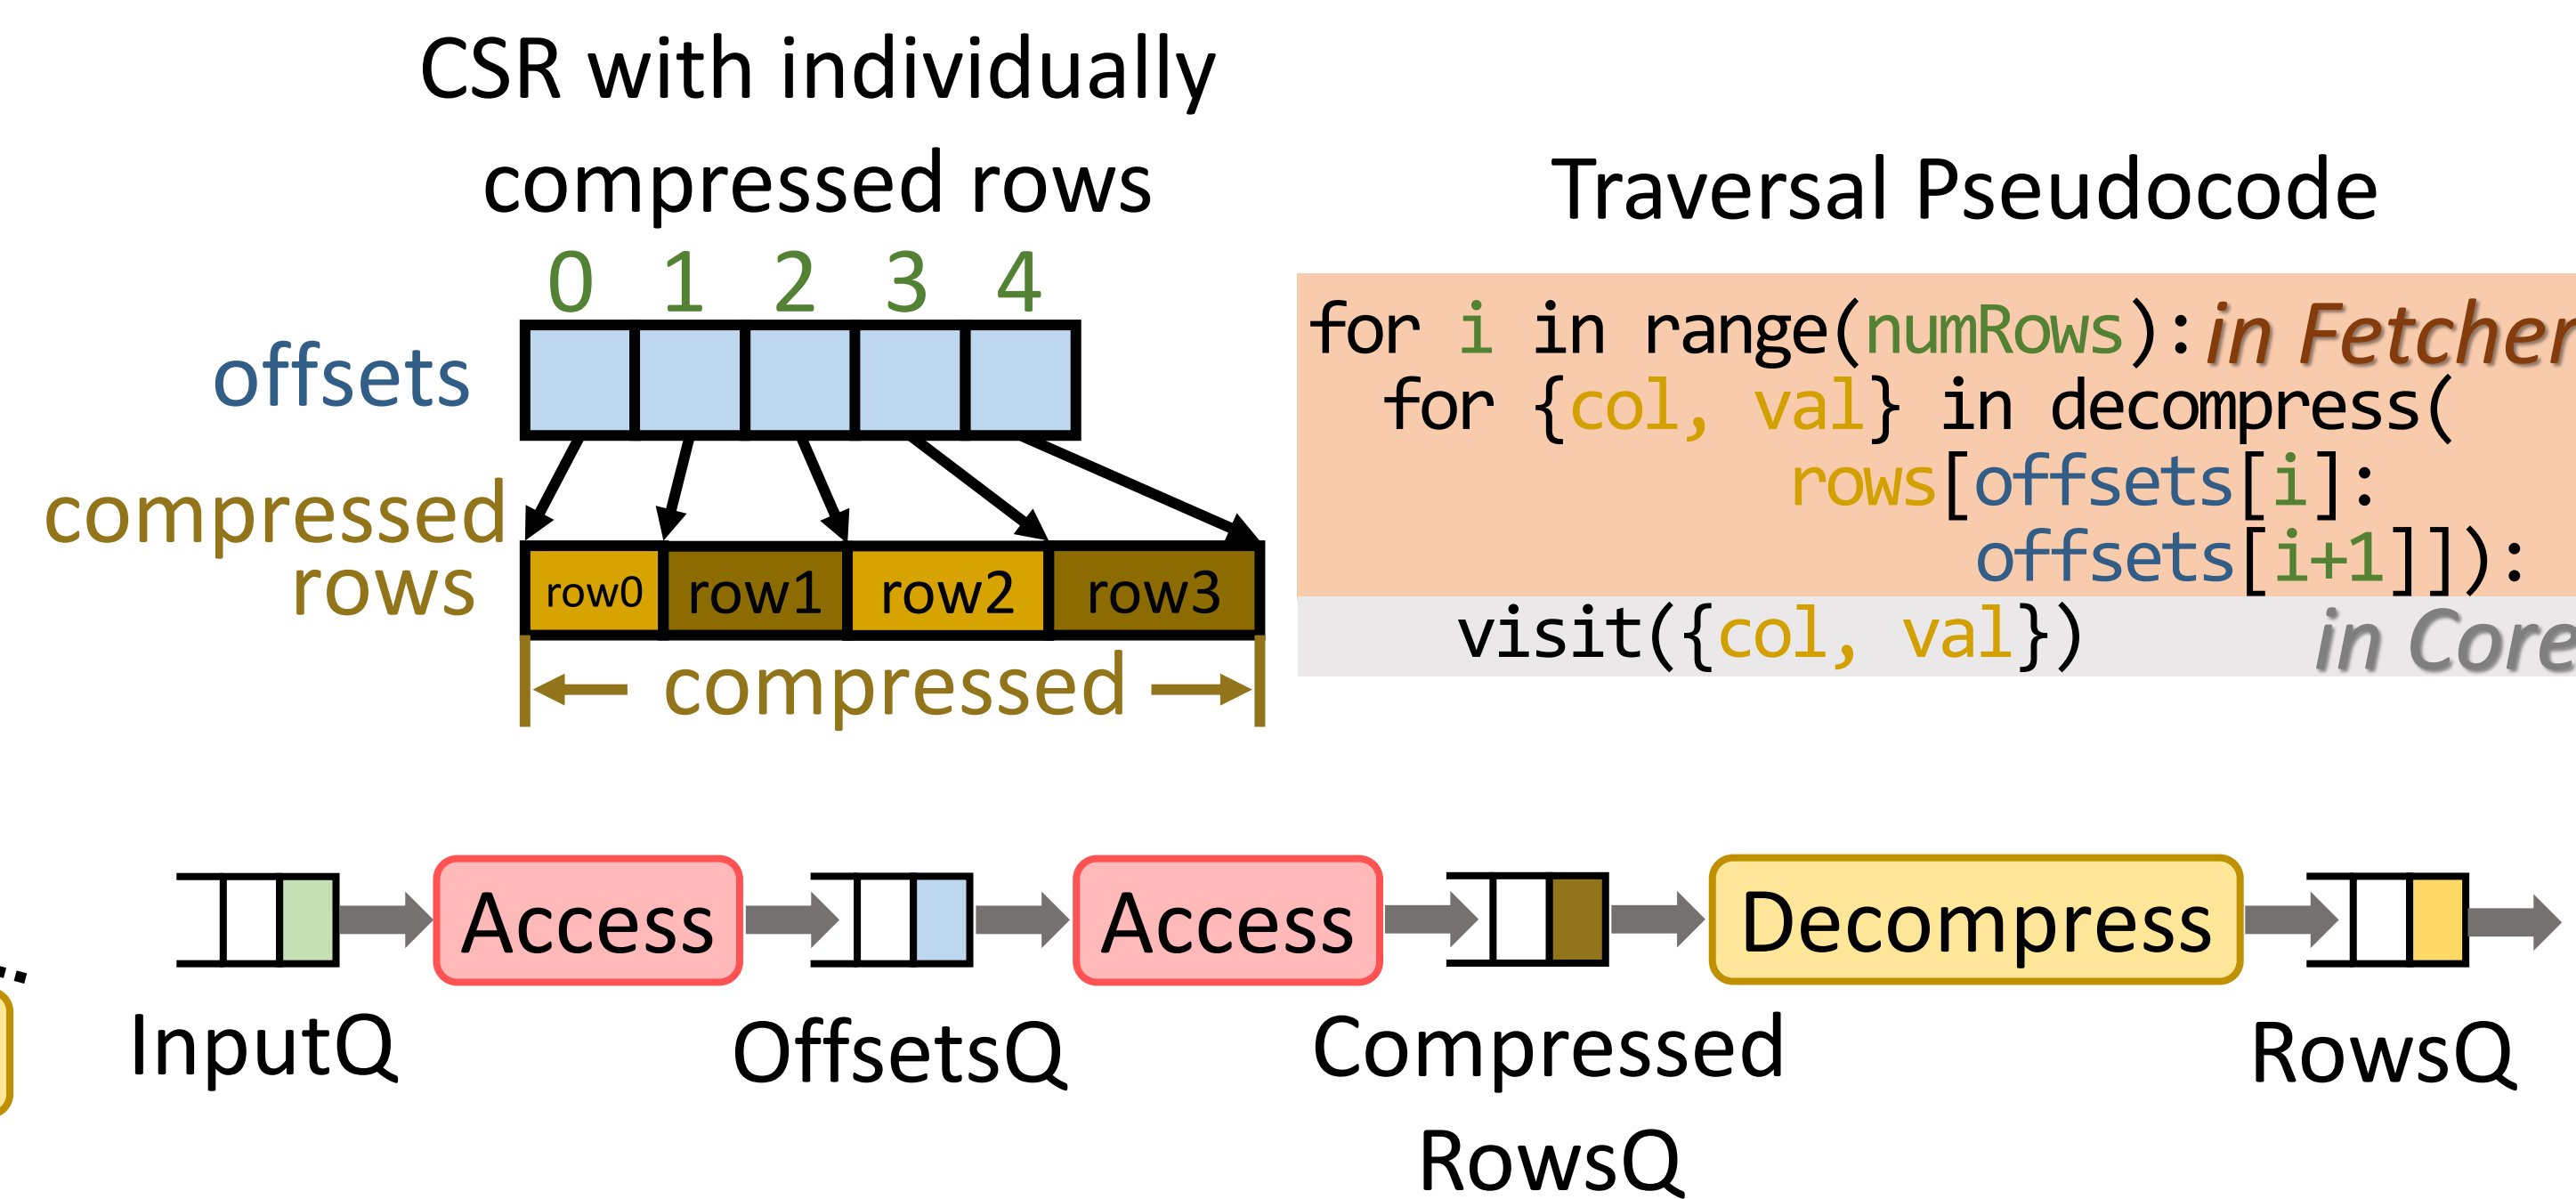 CSR with individually
compressed rows
0 1 2 3 4
offsets
compressed
rows
row0 row1 row2 row3
compressed
Traversal Pseudocode
for i in range(numRows): in Fetcher
for {col, val} in decompress(
rows[offsets[i]:
offsets[i+1]]):
visit({col, val}) in Core
Access Access Decompress
InputQ OffsetsQ Compressed RowsQ
RowsQ